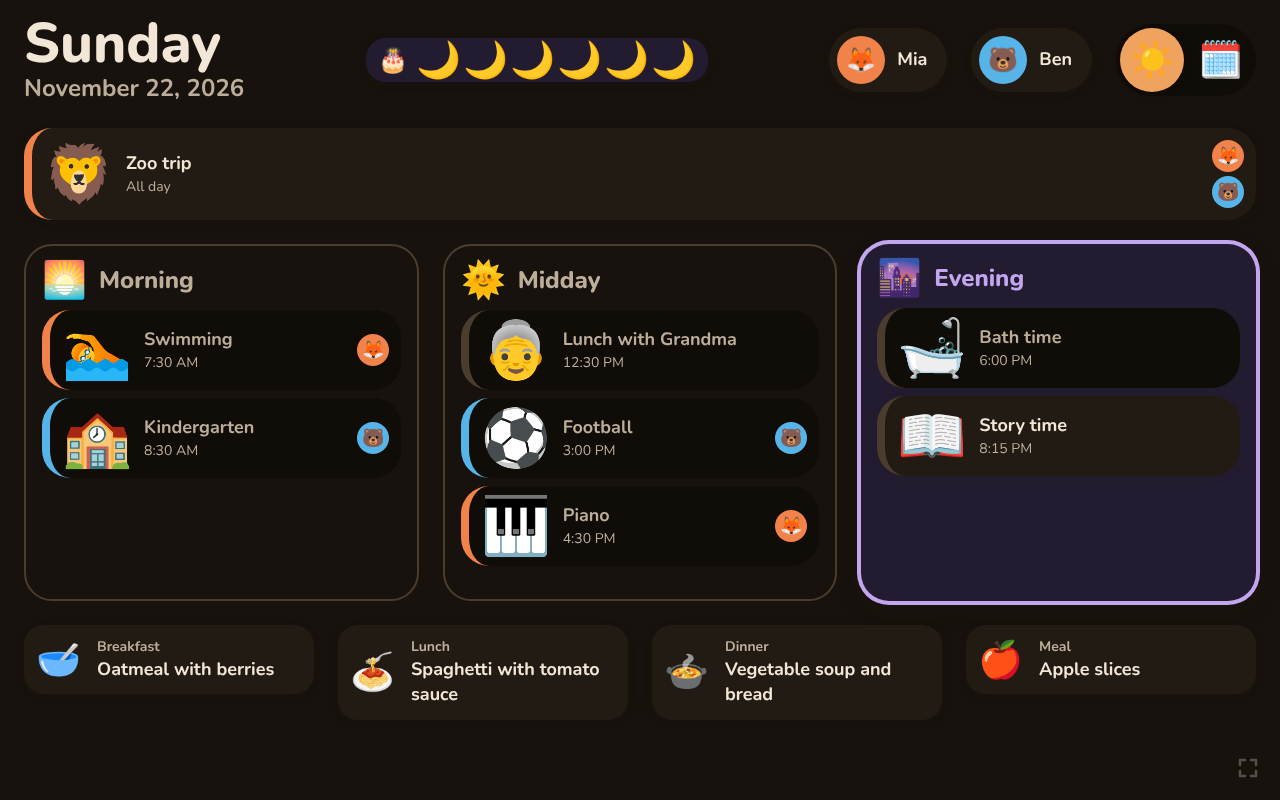 Sunday
November 22, 2026
Mia
Ben
Zoo trip
All day
Morning
Swimming
7:30 AM
Kindergarten
8:30 AM
Midday
Lunch with Grandma
12:30 PM
Football
3:00 PM
Piano
4:30 PM
Evening
Bath time
6:00 PM
Story time
8:15 PM
Breakfast
Oatmeal with berries
Lunch
Spaghetti with tomato
sauce
Dinner
Vegetable soup and
bread
Meal
Apple slices